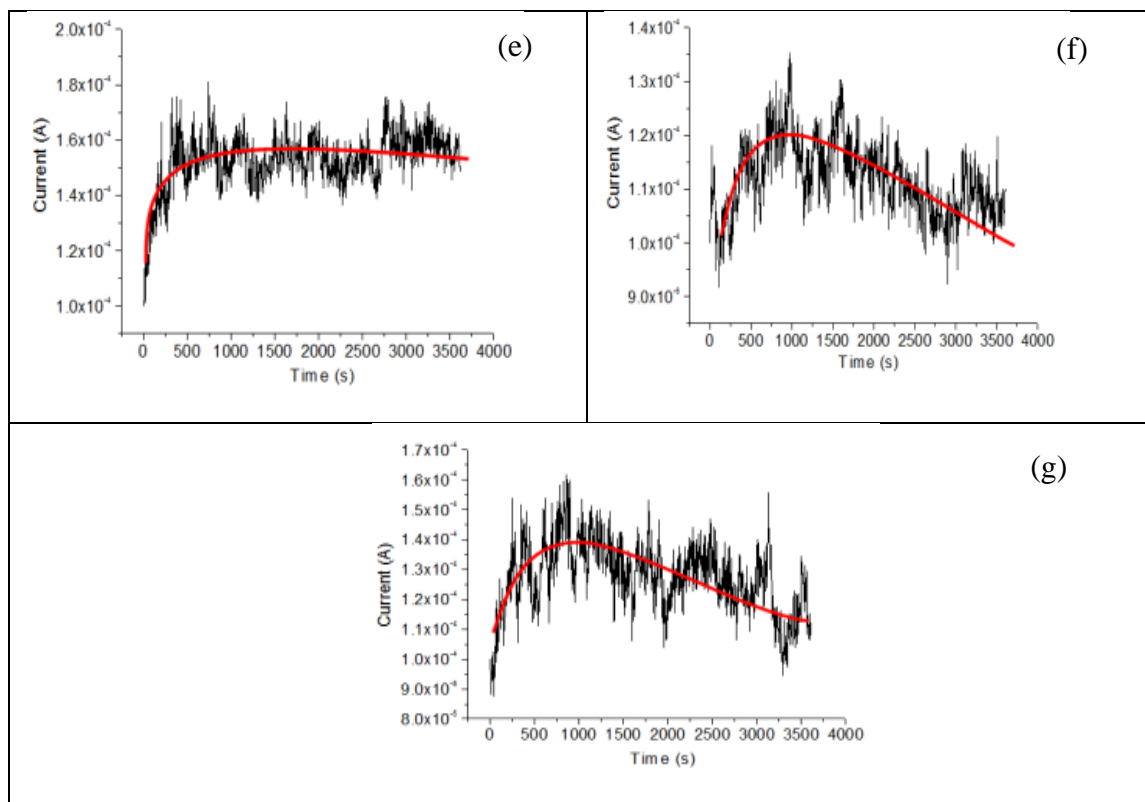 (e)
2.0x10⁻⁴
1.8x10⁻⁴
1.6x10⁻⁴
1.4x10⁻⁴
1.2x10⁻⁴
1.0x10⁻⁴
Current (A)
0 500 1000 1500 2000 2500 3000 3500 4000
Time (s)
(f)
1.4x10⁻⁴
1.3x10⁻⁴
1.2x10⁻⁴
1.1x10⁻⁴
1.0x10⁻⁴
9.0x10⁻⁵
Current (A)
0 500 1000 1500 2000 2500 3000 3500 4000
Time (s)
(g)
1.7x10⁻⁴
1.6x10⁻⁴
1.5x10⁻⁴
1.4x10⁻⁴
1.3x10⁻⁴
1.2x10⁻⁴
1.1x10⁻⁴
1.0x10⁻⁴
9.0x10⁻⁵
8.0x10⁻⁵
Current (A)
0 500 1000 1500 2000 2500 3000 3500 4000
Time (s)